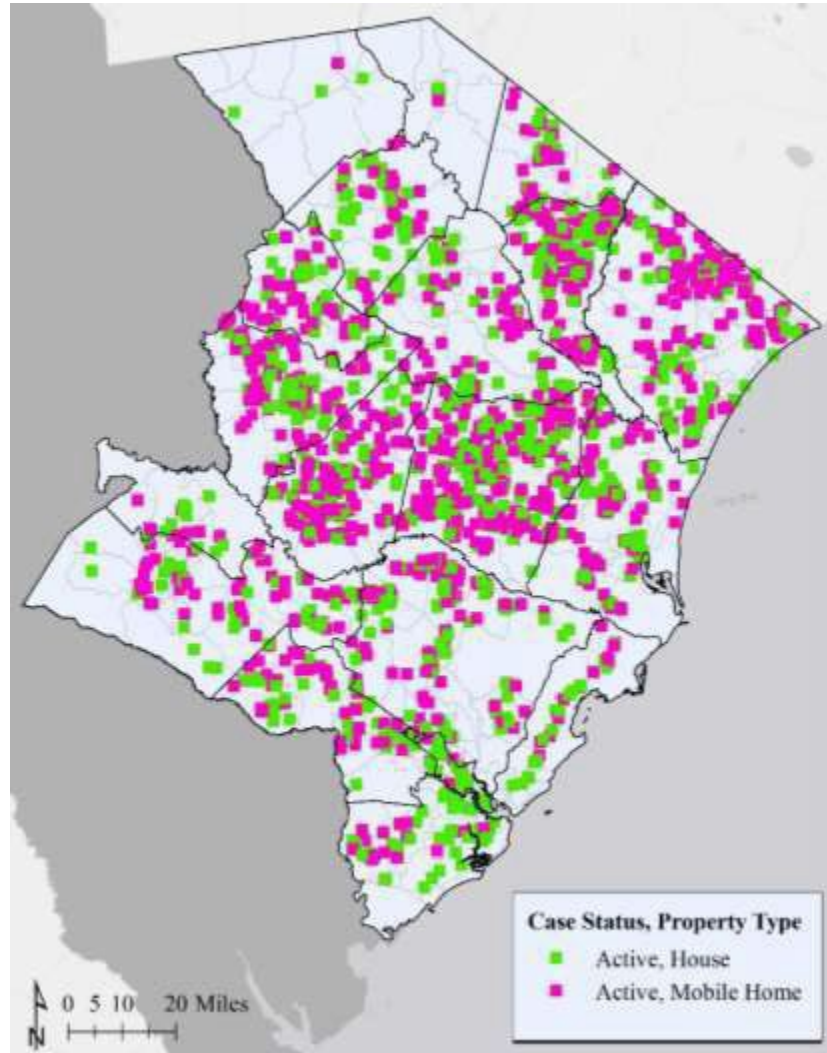 Case Status, Property Type
Active, House
Active, Mobile Home
0 5 10 20 Miles
N